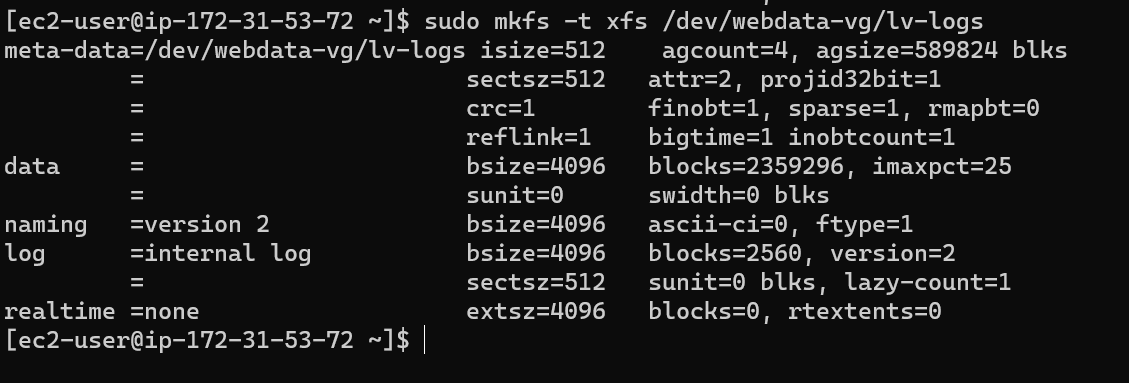 [ec2-user@ip-172-31-53-72 ~]$ sudo mkfs -t xfs /dev/webdata-vg/lv-logs
meta-data=/dev/webdata-vg/lv-logs isize=512    agcount=4, agsize=589824 blks
         =                       sectsz=512   attr=2, projid32bit=1
         =                       crc=1        finobt=1, sparse=1, rmapbt=0
         =                       reflink=1    bigtime=1 inobtcount=1
data     =                       bsize=4096   blocks=2359296, imaxpct=25
         =                       sunit=0      swidth=0 blks
naming   =version 2              bsize=4096   ascii-ci=0, ftype=1
log      =internal log           bsize=4096   blocks=2560, version=2
         =                       sectsz=512   sunit=0 blks, lazy-count=1
realtime =none                   extsz=4096   blocks=0, rtextents=0
[ec2-user@ip-172-31-53-72 ~]$